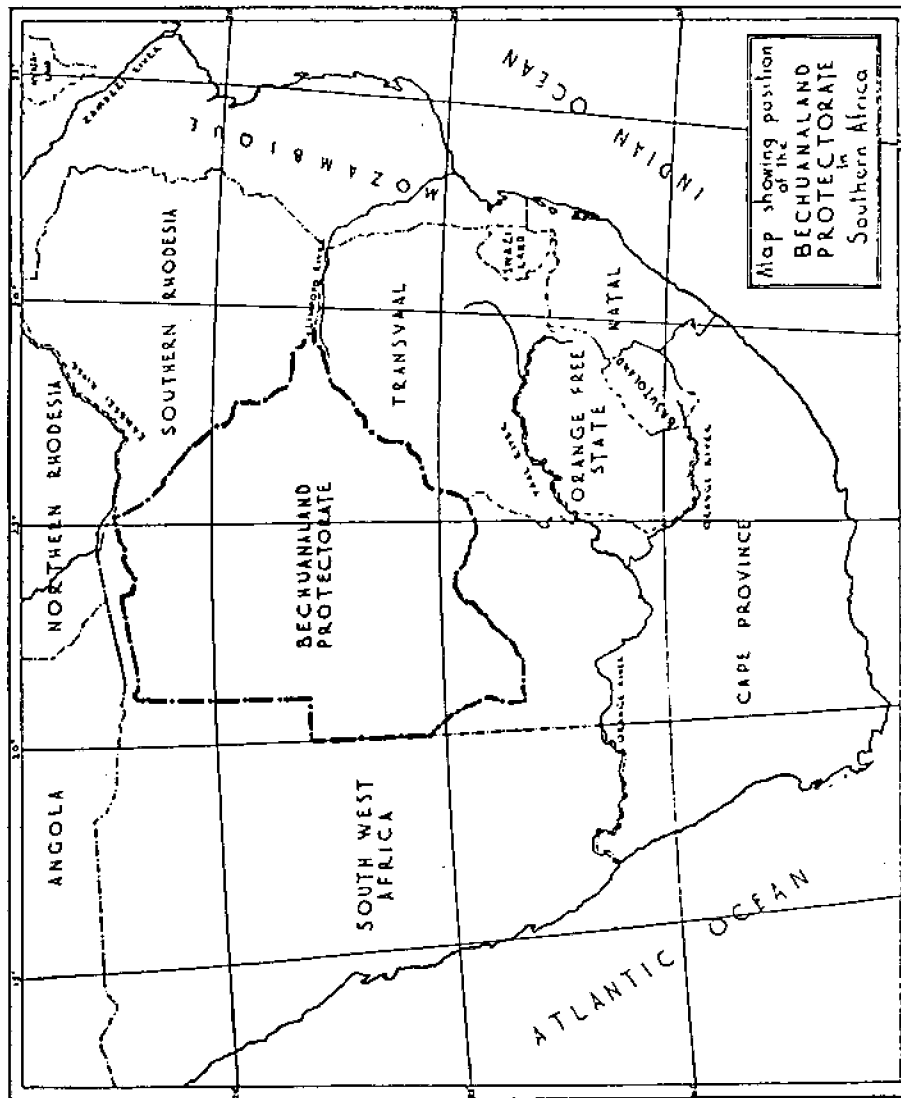 Map showing position
of the
BECHUANALAND
PROTECTORATE
in
Southern Africa
ANGOLA
NORTHERN RHODESIA
ZAMBEZI RIVER
SOUTHERN RHODESIA
ZAMBEZI RIVER
MOZAMBIQUE
SOUTH WEST
AFRICA
BECHUANALAND
PROTECTORATE
LIMPOPO RIVER
TRANSVAAL
SWAZI
LAND
VAAL RIVER
ORANGE FREE
STATE
NATAL
BASUTOLAND
ORANGE RIVER
ORANGE RIVER
CAPE PROVINCE
ATLANTIC OCEAN
INDIAN OCEAN